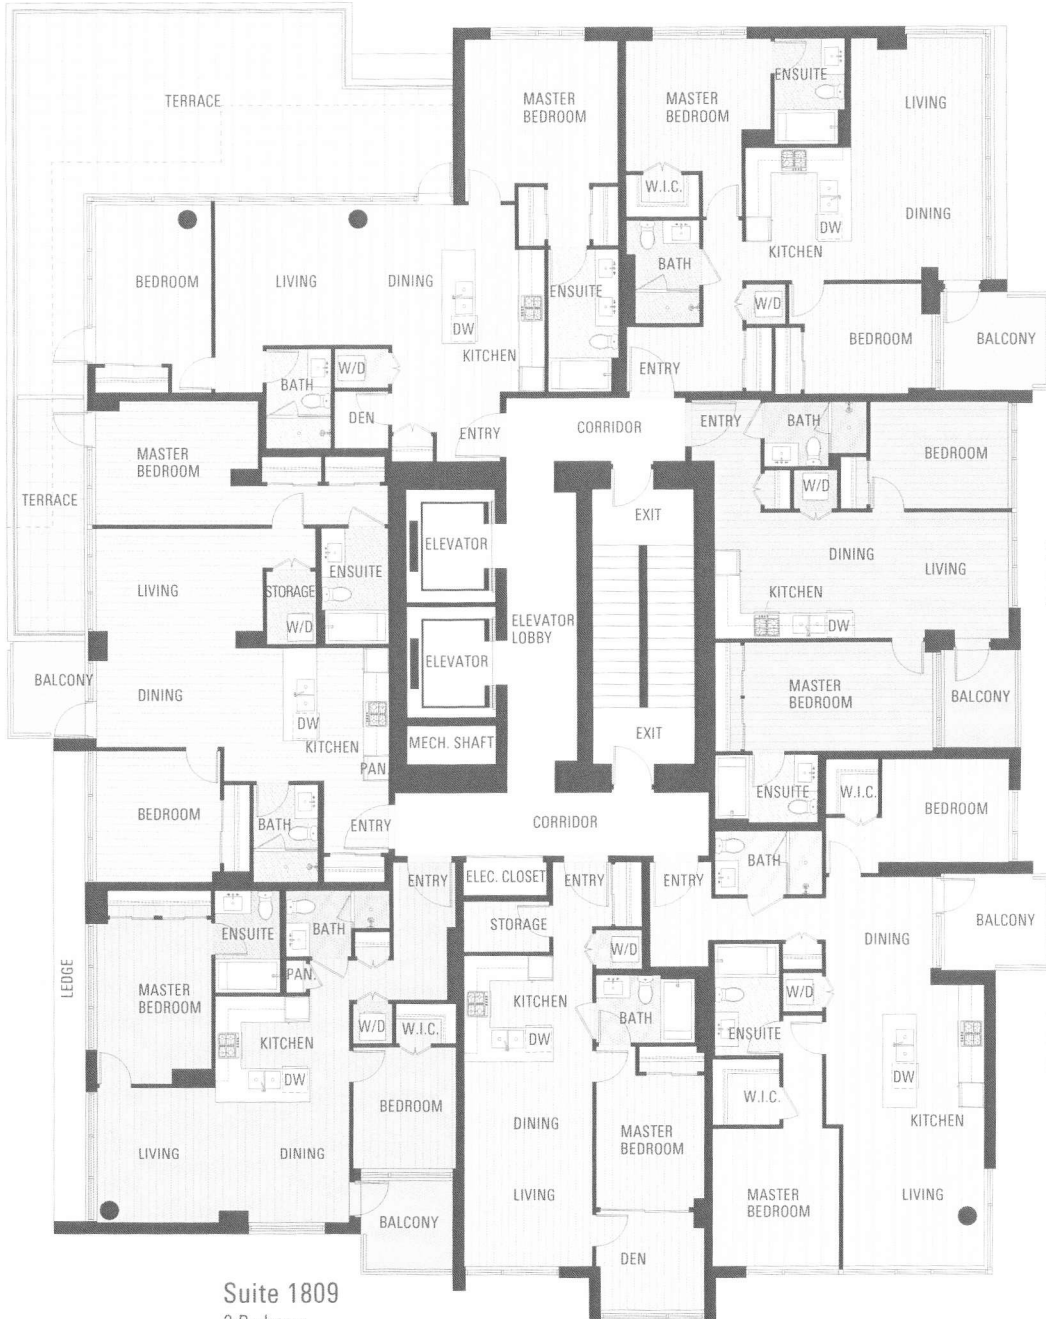 TERRACE
MASTER
BEDROOM
MASTER
BEDROOM
ENSUITE
LIVING
W.I.C.
DINING
DW
KITCHEN
BATH
BEDROOM
LIVING
DINING
ENSUITE
DW
KITCHEN
W/D
BEDROOM
BALCONY
ENTRY
BATH
W/D
DEN
ENTRY
CORRIDOR
ENTRY
BATH
BEDROOM
MASTER
BEDROOM
TERRACE
W/D
EXIT
ELEVATOR
DINING
LIVING
KITCHEN
DW
LIVING
STORAGE
W/D
ENSUITE
ELEVATOR
LOBBY
ELEVATOR
BALCONY
DINING
DW
KITCHEN
PAN.
MASTER
BEDROOM
BALCONY
MECH. SHAFT
EXIT
ENSUITE
W.I.C.
BEDROOM
BEDROOM
BATH
ENTRY
CORRIDOR
BATH
ENTRY
ELEC. CLOSET
ENTRY
ENTRY
STORAGE
W/D
BALCONY
DINING
ENSUITE
BATH
PAN.
LEDGE
MASTER
BEDROOM
W/D
W.I.C.
KITCHEN
DW
KITCHEN
DW
BATH
ENSUITE
W/D
DW
KITCHEN
W.I.C.
BEDROOM
LIVING
DINING
DINING
MASTER
BEDROOM
LIVING
MASTER
BEDROOM
LIVING
BALCONY
DEN
Suite 1809